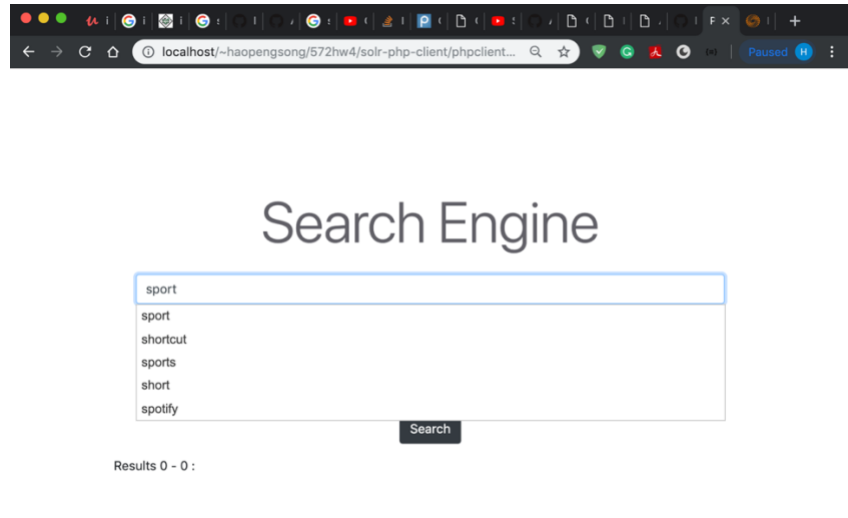 localhost/~haopengsong/572hw4/solr-php-client/phpclient...
Paused H
Search Engine
sport
sport
shortcut
sports
short
spotify
Search
Results 0 - 0 :